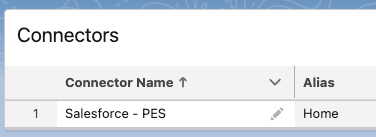 Connectors
Connector Name ↑ Alias
1 Salesforce - PES Home